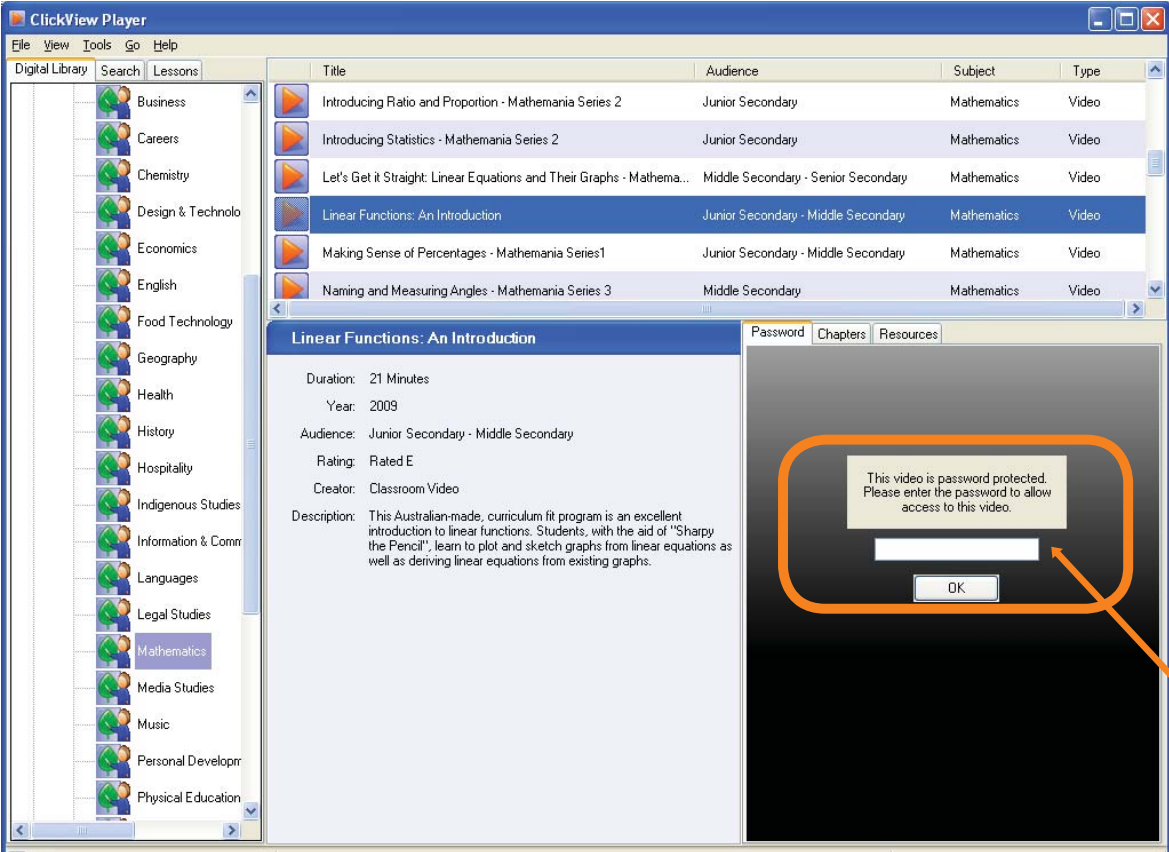 ClickView Player
File View Tools Go Help
Digital Library Search Lessons
Business
Careers
Chemistry
Design & Technolo
Economics
English
Food Technology
Geography
Health
History
Hospitality
Indigenous Studies
Information & Comm
Languages
Legal Studies
Mathematics
Media Studies
Music
Personal Developm
Physical Education
Title Audience Subject Type
Introducing Ratio and Proportion - Mathemania Series 2 Junior Secondary Mathematics Video
Introducing Statistics - Mathemania Series 2 Junior Secondary Mathematics Video
Let's Get it Straight: Linear Equations and Their Graphs - Mathema... Middle Secondary - Senior Secondary Mathematics Video
Linear Functions: An Introduction Junior Secondary - Middle Secondary Mathematics Video
Making Sense of Percentages - Mathemania Series1 Junior Secondary - Middle Secondary Mathematics Video
Naming and Measuring Angles - Mathemania Series 3 Middle Secondary Mathematics Video
Linear Functions: An Introduction
Duration: 21 Minutes
Year: 2009
Audience: Junior Secondary - Middle Secondary
Rating: Rated E
Creator: Classroom Video
Description: This Australian-made, curriculum fit program is an excellent
introduction to linear functions. Students, with the aid of "Sharpy
the Pencil", learn to plot and sketch graphs from linear equations as
well as deriving linear equations from existing graphs.
Password Chapters Resources
This video is password protected.
Please enter the password to allow
access to this video.
OK